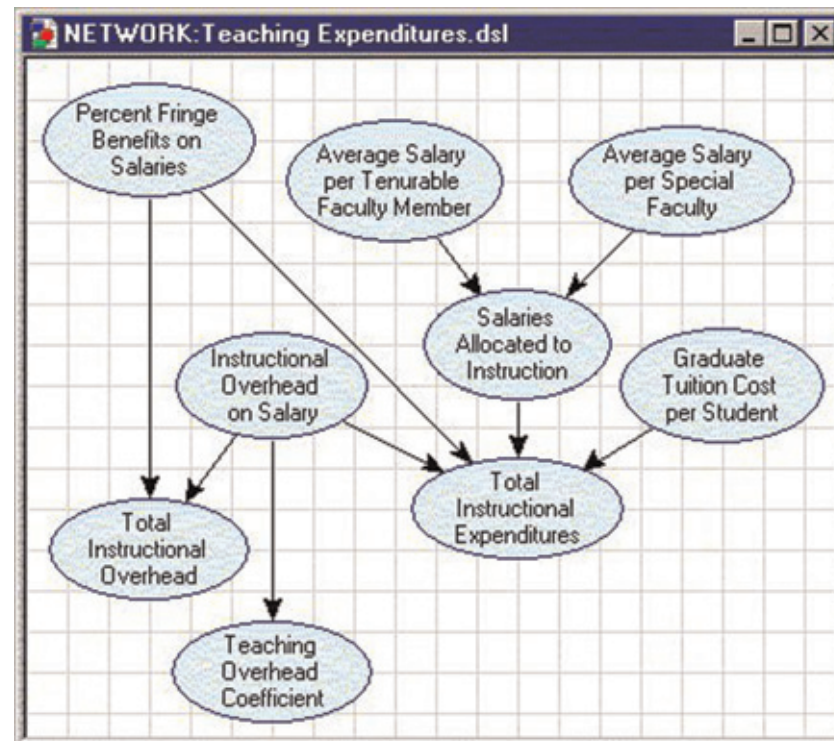 NETWORK:Teaching Expenditures.dsl
Percent Fringe
Benefits on
Salaries
Average Salary
per Tenurable
Faculty Member
Average Salary
per Special
Faculty
Salaries
Allocated to
Instruction
Instructional
Overhead
on Salary
Graduate
Tuition Cost
per Student
Total
Instructional
Expenditures
Total
Instructional
Overhead
Teaching
Overhead
Coefficient